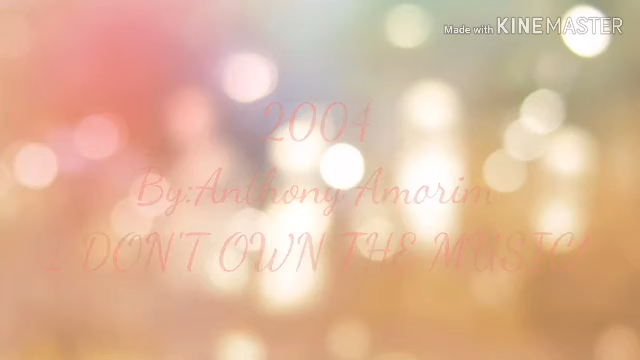 Made with KINEMASTER
2004
By:Anthony Amorim
I DON'T OWN THE MUSIC!